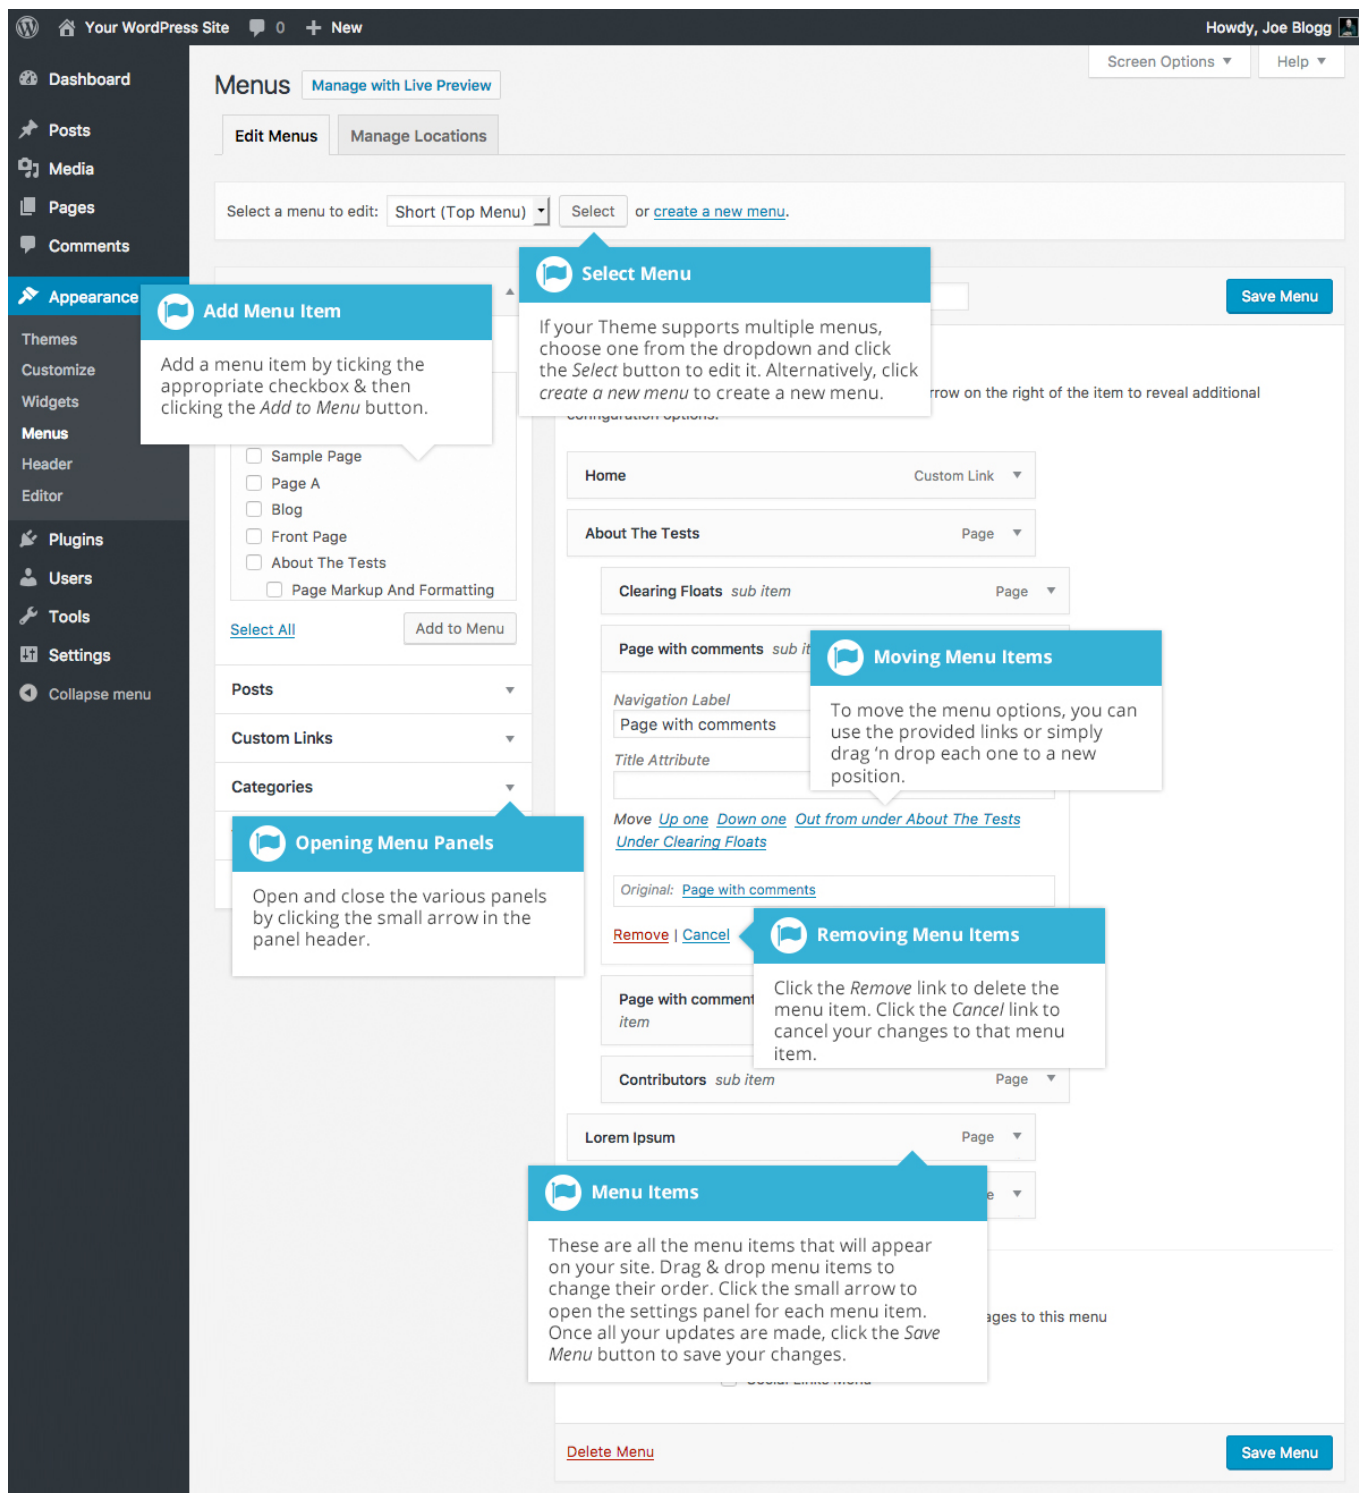 Your WordPress Site 0 + New Howdy, Joe Blogg
Screen Options Help
Dashboard
Posts
Media
Pages
Comments
Appearance
Themes
Customize
Widgets
Menus
Header
Editor
Plugins
Users
Tools
Settings
Collapse menu
Menus Manage with Live Preview
Edit Menus Manage Locations
Select a menu to edit: Short (Top Menu) Select or create a new menu.
Select Menu
If your Theme supports multiple menus,
choose one from the dropdown and click
the Select button to edit it. Alternatively, click
create a new menu to create a new menu.
Save Menu
Add Menu Item
Add a menu item by ticking the
appropriate checkbox & then
clicking the Add to Menu button.
on the right of the item to reveal additional
options.
Sample Page
Page A
Blog
Front Page
About The Tests
Page Markup And Formatting
Select All Add to Menu
Posts
Custom Links
Categories
Opening Menu Panels
Open and close the various panels
by clicking the small arrow in the
panel header.
Home Custom Link
About The Tests Page
Clearing Floats sub item Page
Page with comments sub
Moving Menu Items
To move the menu options, you can
use the provided links or simply
drag ‘n drop each one to a new
position.
Navigation Label
Page with comments
Title Attribute
Move Up one Down one Out from under About The Tests
Under Clearing Floats
Original: Page with comments
Remove | Cancel
Removing Menu Items
Click the Remove link to delete the
menu item. Click the Cancel link to
cancel your changes to that menu
item.
Page with
item
Contributors sub item Page
Lorem Ipsum Page
Menu Items
These are all the menu items that will appear
on your site. Drag & drop menu items to
change their order. Click the small arrow to
open the settings panel for each menu item.
Once all your updates are made, click the Save
Menu button to save your changes.
to this menu
Delete Menu Save Menu